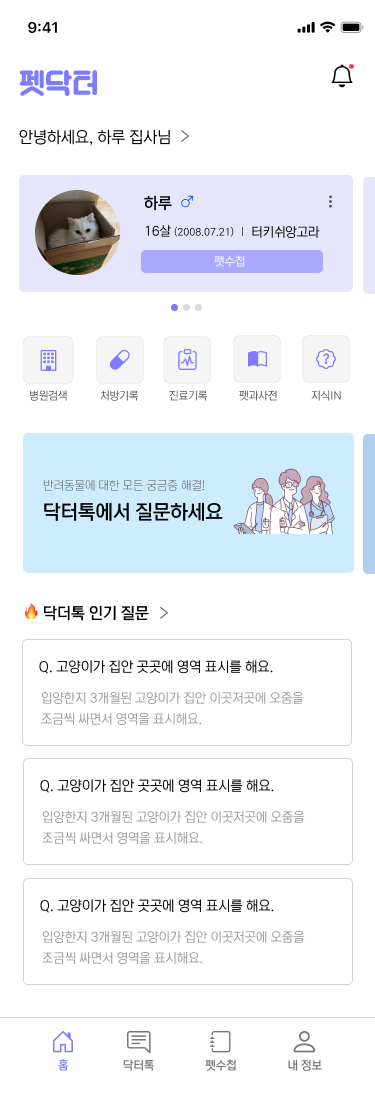 9:41
펫닥터
안녕하세요, 하루 집사님 >
하루 ♂
16살 (2008.07.21) | 터키쉬앙고라
펫수첩
병원검색 처방기록 진료기록 펫과사전 지식IN
반려동물에 대한 모든 궁금증 해결!
닥터톡에서 질문하세요
🔥 닥더톡 인기 질문 >
Q. 고양이가 집안 곳곳에 영역 표시를 해요.
입양한지 3개월된 고양이가 집안 이곳저곳에 오줌을
조금씩 싸면서 영역을 표시해요.
Q. 고양이가 집안 곳곳에 영역 표시를 해요.
입양한지 3개월된 고양이가 집안 이곳저곳에 오줌을
조금씩 싸면서 영역을 표시해요.
Q. 고양이가 집안 곳곳에 영역 표시를 해요.
입양한지 3개월된 고양이가 집안 이곳저곳에 오줌을
조금씩 싸면서 영역을 표시해요.
홈 닥터톡 펫수첩 내 정보